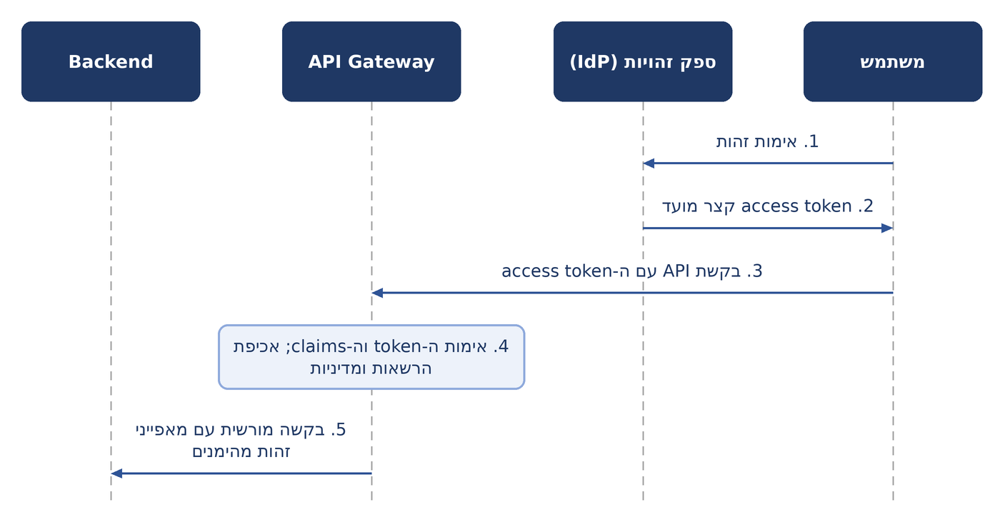 משתמש
ספק זהויות (IdP)
API Gateway
Backend
1. אימות זהות
2. access token קצר מועד
3. בקשת API עם ה-access token
4. אימות ה-token וה-claims; אכיפת
הרשאות ומדיניות
5. בקשה מורשית עם מאפייני
זהות מהימנים